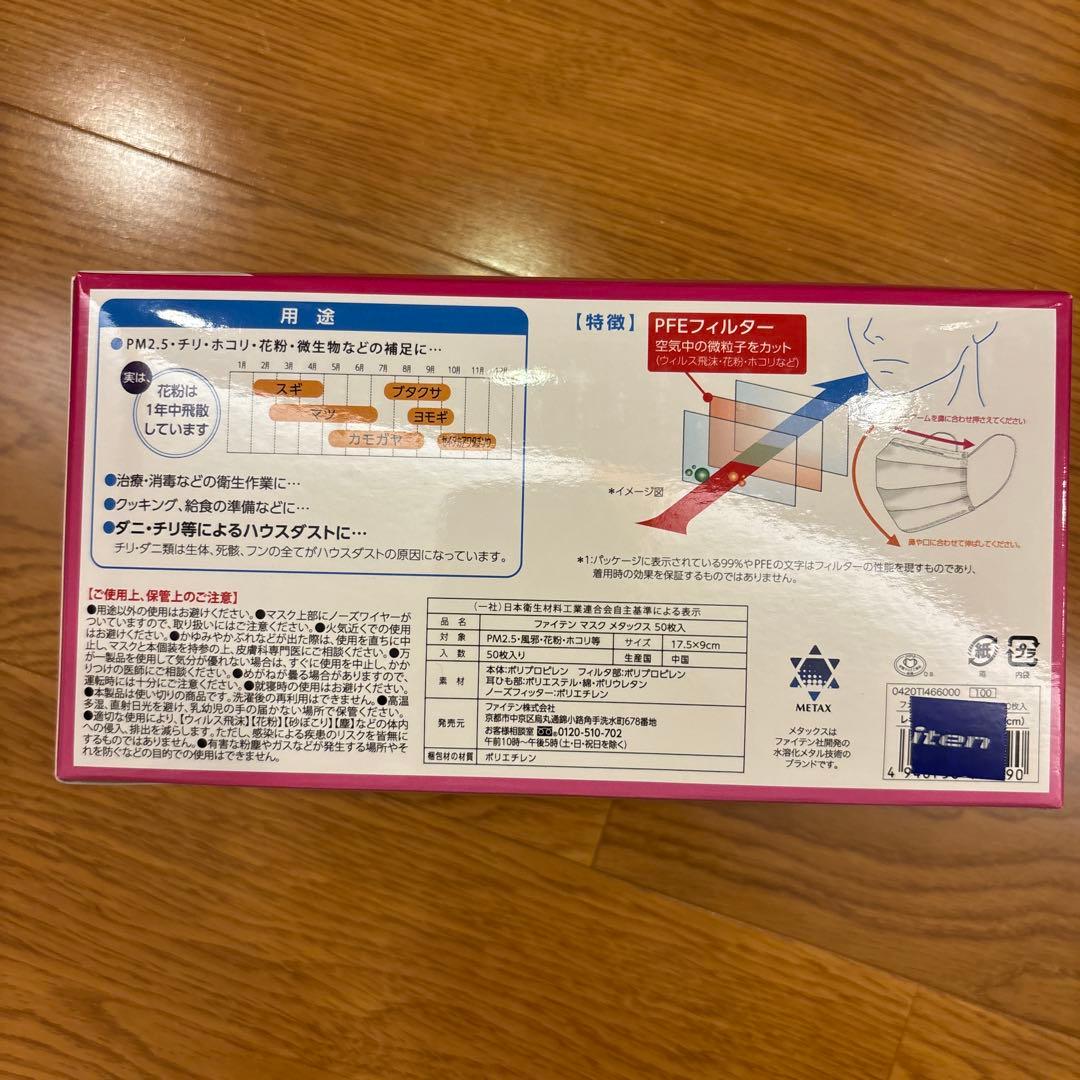 用途
●PM2.5・チリ・ホコリ・花粉・微生物などの補足に…
実は、
花粉は
1年中飛散
しています
1月 2月 3月 4月 5月 6月 7月 8月 9月 10月 11月 12月
スギ
ブタクサ
マツ
ヨモギ
カモガヤ
●治療・消毒などの衛生作業に…
●クッキング、給食の準備などに…
●ダニ・チリ等によるハウスダストに…
チリ・ダニ類は生体、死骸、フンの全てがハウスダストの原因になっています。
【特徴】
PFEフィルター
空気中の微粒子をカット
(ウィルス飛沫・花粉・ホコリなど)
ームを鼻に合わせ押さえてください
*イメージ図
鼻や口に合わせて伸ばしてください。
*1:パッケージに表示されている99%やPFEの文字はフィルターの性能を現すものであり、
着用時の効果を保証するものではありません。
【ご使用上、保管上のご注意】
●用途以外の使用はお避けください。●マスク上部にノーズワイヤーが
ついていますので、取り扱いにはご注意ください。●火気近くでの使用
はお避けください。●かゆみやかぶれなどが出た際は、使用を直ちに中
止し、マスクと本個装を持参の上、皮膚科専門医にご相談ください。●万
が一製品を使用して気分が優れない場合は、すぐに使用を中止し、かか
りつけの医師にご相談ください。●めがねが曇る場合がありますので、
運転時には十分にご注意ください。●就寝時の使用はお避けください。
●本製品は使い切りの商品です。洗濯後の再利用はできません。●高温
多湿、直射日光を避け、乳幼児の手の届かない場所で保管ください。
●適切な使用により、【ウィルス飛沫】【花粉】【砂ぼこり】【塵】などの体内
への侵入、排出を減らします。ただし、感染による疾患のリスクを皆無に
するものではありません。●有害な粉塵やガスなどが発生する場所やそ
れを防ぐなどの目的での使用はできません。
(一社)日本衛生材料工業連合会自主基準による表示
品名 ファイテン マスク メタックス 50枚入
対象 PM2.5・風邪・花粉・ホコリ等 サイズ 17.5×9cm
入数 50枚入り 生産国 中国
素材 本体:ポリプロピレン フィルタ部:ポリプロピレン
耳ひも部:ポリエステル・綿・ポリウレタン
ノーズフィッター:ポリエチレン
発売元 ファイテン株式会社
京都市中京区烏丸通錦小路角手洗水町678番地
お客様相談室 0120-510-702
午前10時〜午後5時(土・日・祝日を除く)
梱包材の材質 ポリエチレン
METAX
メタックスは
ファイテン社開発の
水溶化メタル技術の
ブランドです。
紙
箱
プラ
内袋
0420TI466000 T00
iten